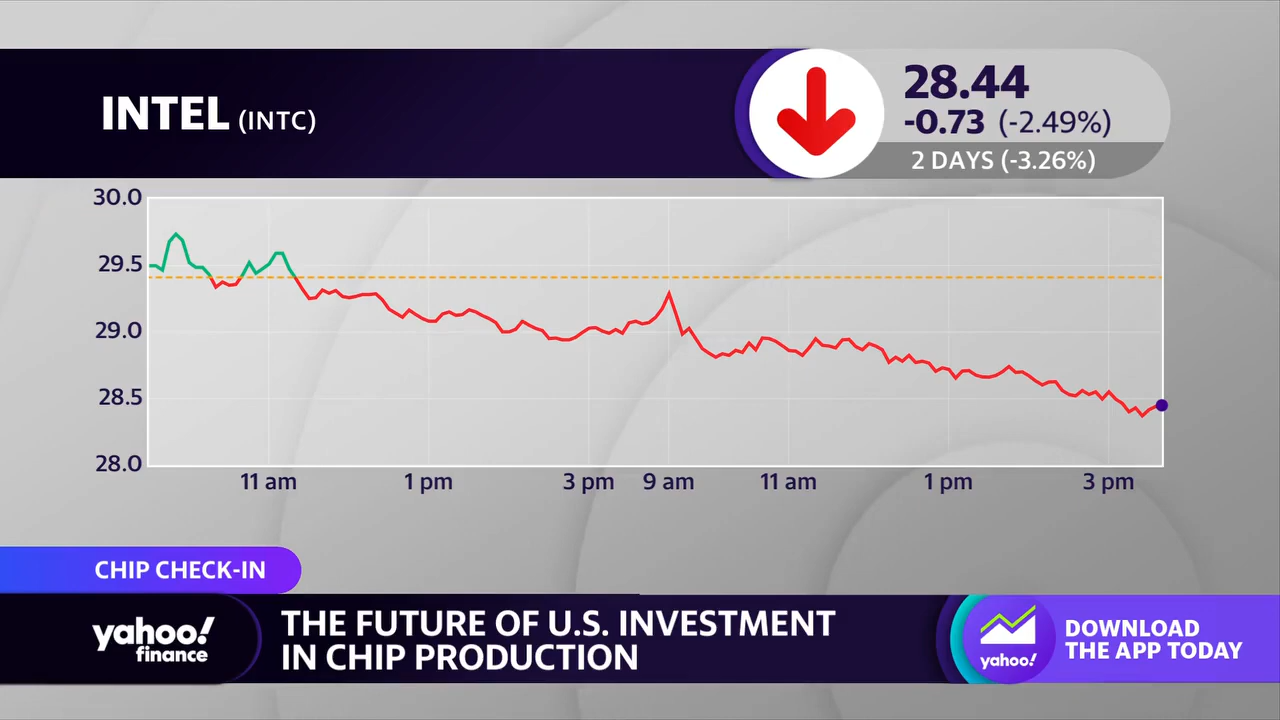 INTEL (INTC)
28.44
-0.73 (-2.49%)
2 DAYS (-3.26%)
30.0
29.5
29.0
28.5
28.0
11 am 1 pm 3 pm 9 am 11 am 1 pm 3 pm
CHIP CHECK-IN
yahoo!
finance
THE FUTURE OF U.S. INVESTMENT
IN CHIP PRODUCTION
yahoo!
DOWNLOAD
THE APP TODAY